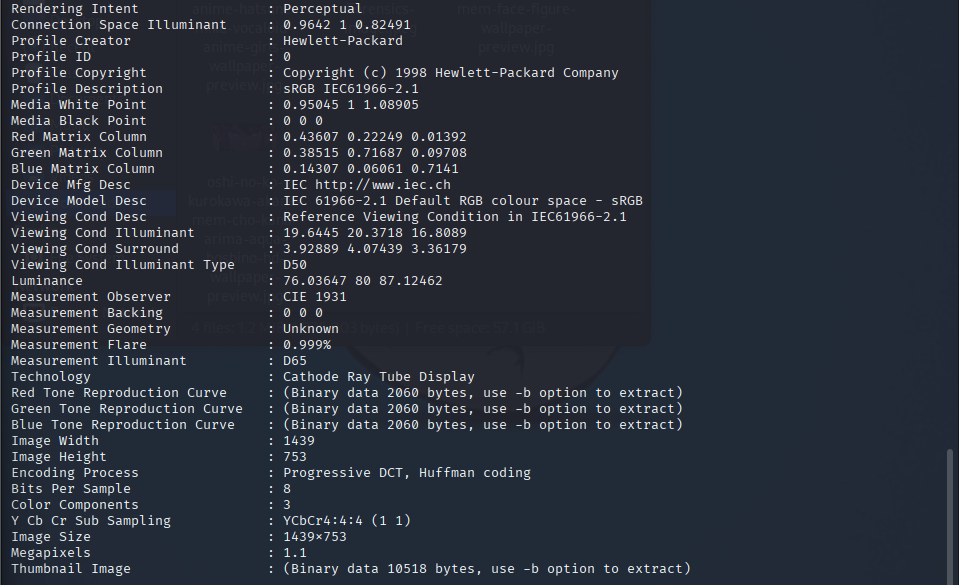 Rendering Intent : Perceptual
Connection Space Illuminant : 0.9642 1 0.82491
Profile Creator : Hewlett-Packard
Profile ID : 0
Profile Copyright : Copyright (c) 1998 Hewlett-Packard Company
Profile Description : sRGB IEC61966-2.1
Media White Point : 0.95045 1 1.08905
Media Black Point : 0 0 0
Red Matrix Column : 0.43607 0.22249 0.01392
Green Matrix Column : 0.38515 0.71687 0.09708
Blue Matrix Column : 0.14307 0.06061 0.7141
Device Mfg Desc : IEC http://www.iec.ch
Device Model Desc : IEC 61966-2.1 Default RGB colour space - sRGB
Viewing Cond Desc : Reference Viewing Condition in IEC61966-2.1
Viewing Cond Illuminant : 19.6445 20.3718 16.8089
Viewing Cond Surround : 3.92889 4.07439 3.36179
Viewing Cond Illuminant Type : D50
Luminance : 76.03647 80 87.12462
Measurement Observer : CIE 1931
Measurement Backing : 0 0 0
Measurement Geometry : Unknown
Measurement Flare : 0.999%
Measurement Illuminant : D65
Technology : Cathode Ray Tube Display
Red Tone Reproduction Curve : (Binary data 2060 bytes, use -b option to extract)
Green Tone Reproduction Curve : (Binary data 2060 bytes, use -b option to extract)
Blue Tone Reproduction Curve : (Binary data 2060 bytes, use -b option to extract)
Image Width : 1439
Image Height : 753
Encoding Process : Progressive DCT, Huffman coding
Bits Per Sample : 8
Color Components : 3
Y Cb Cr Sub Sampling : YCbCr4:4:4 (1 1)
Image Size : 1439×753
Megapixels : 1.1
Thumbnail Image : (Binary data 10518 bytes, use -b option to extract)